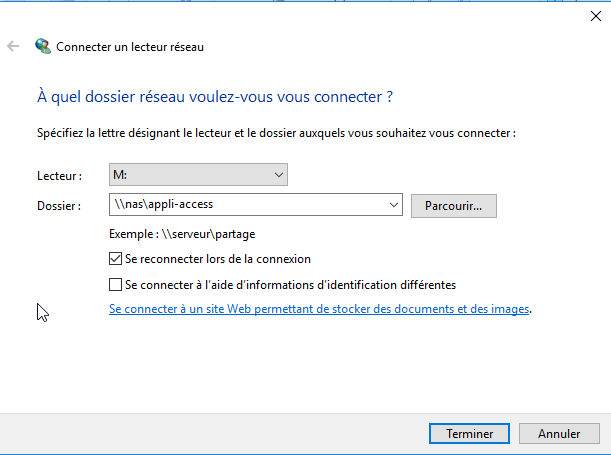 Connecter un lecteur réseau
À quel dossier réseau voulez-vous vous connecter ?
Spécifiez la lettre désignant le lecteur et le dossier auxquels vous souhaitez vous connecter :
Lecteur : M:
Dossier : \\nas\appli-access Parcourir...
Exemple : \\serveur\partage
Se reconnecter lors de la connexion
Se connecter à l'aide d'informations d'identification différentes
Se connecter à un site Web permettant de stocker des documents et des images.
Terminer Annuler